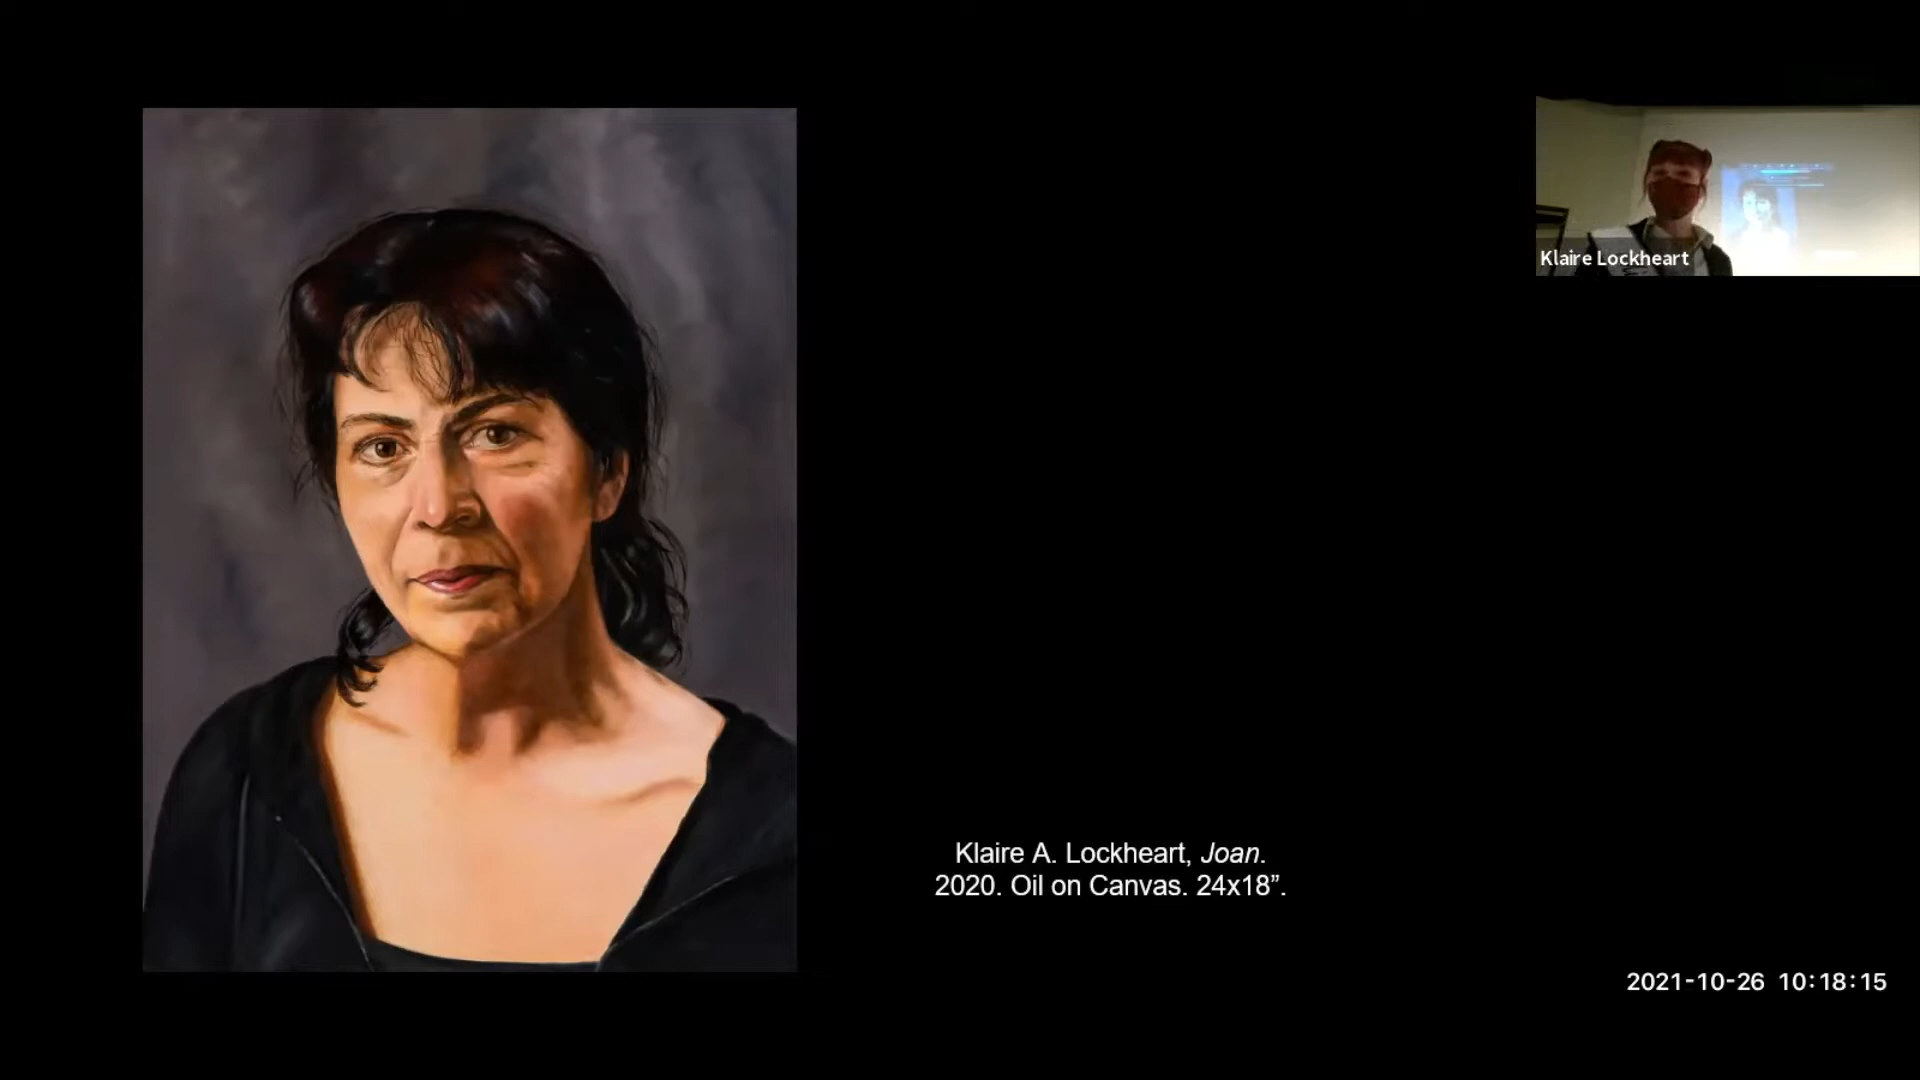 Klaire Lockheart
Klaire A. Lockheart, Joan.
2020. Oil on Canvas. 24x18”.
2021-10-26 10:18:15